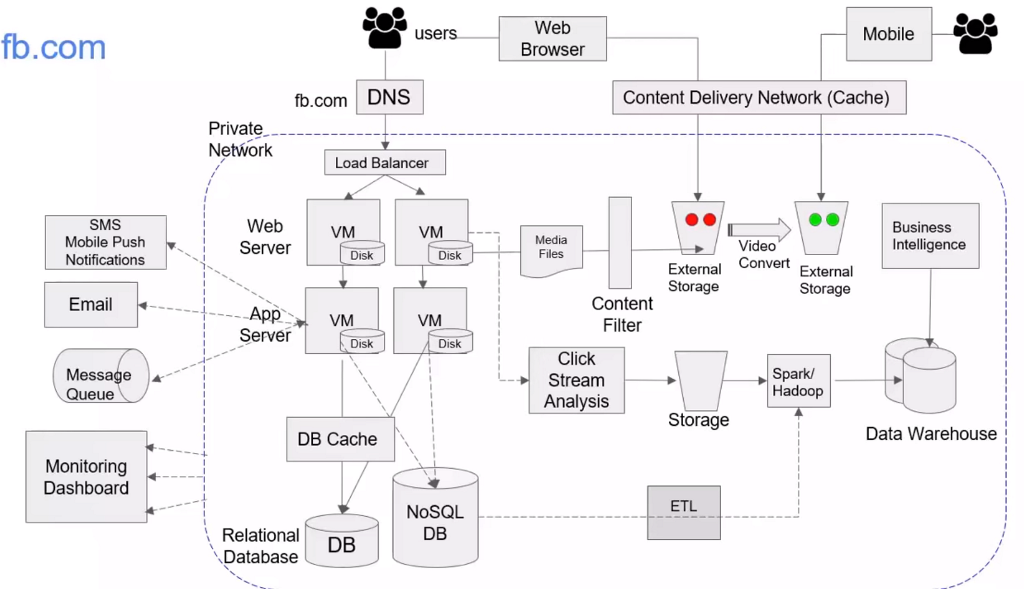 fb.com
users
Web
Browser
Mobile
fb.com
DNS
Content Delivery Network (Cache)
Private
Network
Load Balancer
Web
Server
VM
Disk
VM
Disk
SMS
Mobile Push
Notifications
Media
Files
Content
Filter
External
Storage
Video
Convert
External
Storage
Business
Intelligence
Email
App
Server
VM
Disk
VM
Disk
Message
Queue
Click
Stream
Analysis
Storage
Spark/
Hadoop
Data Warehouse
DB Cache
Monitoring
Dashboard
Relational
Database
DB
NoSQL
DB
ETL